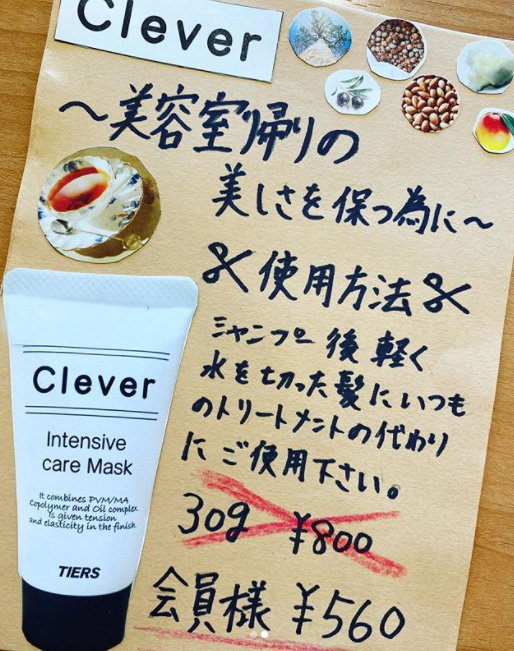 Clever
〜美容室帰りの
美しさを保つ為に〜
使用方法
シャンプー後軽く
水を切った髪にいつも
のトリートメントの代わり
にご使用下さい。
30g ¥800
会員様 ¥560
Clever
Intensive
care Mask
It combines PVM/MA
Copolymer and Oil complex
is given tension
and elasticity in the finish
TIERS